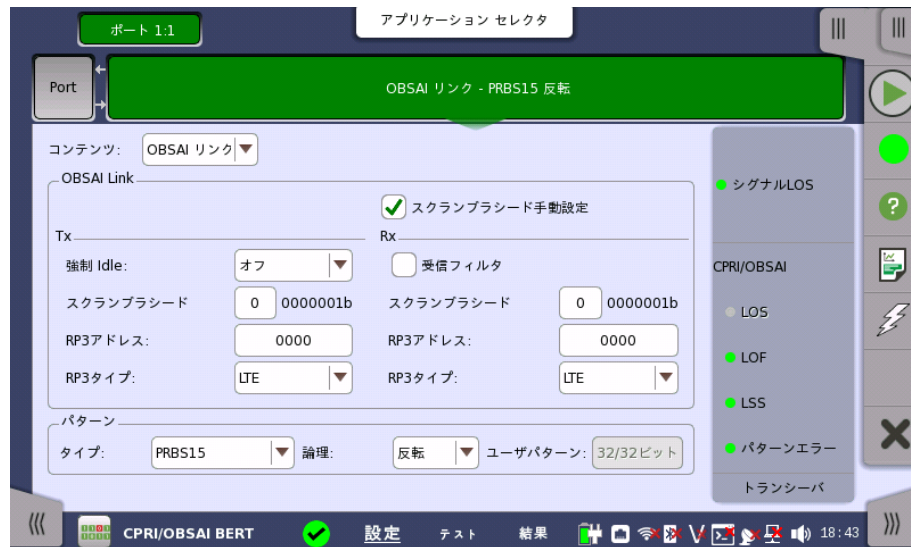 アプリケーション セレクタ
ポート 1:1
Port
OBSAI リンク - PRBS15 反転
コンテンツ: OBSAI リンク
OBSAI Link
スクランブラシード手動設定
Tx
Rx
強制 Idle: オフ
受信フィルタ
スクランブラシード 0 0000001b
スクランブラシード 0 0000001b
RP3アドレス: 0000
RP3アドレス: 0000
RP3タイプ: LTE
RP3タイプ: LTE
パターン
タイプ: PRBS15 論理: 反転 ユーザパターン: 32/32ビット
シグナルLOS
CPRI/OBSAI
LOS
LOF
LSS
パターンエラー
トランシーバ
CPRI/OBSAI BERT 設定 テスト 結果 18:43